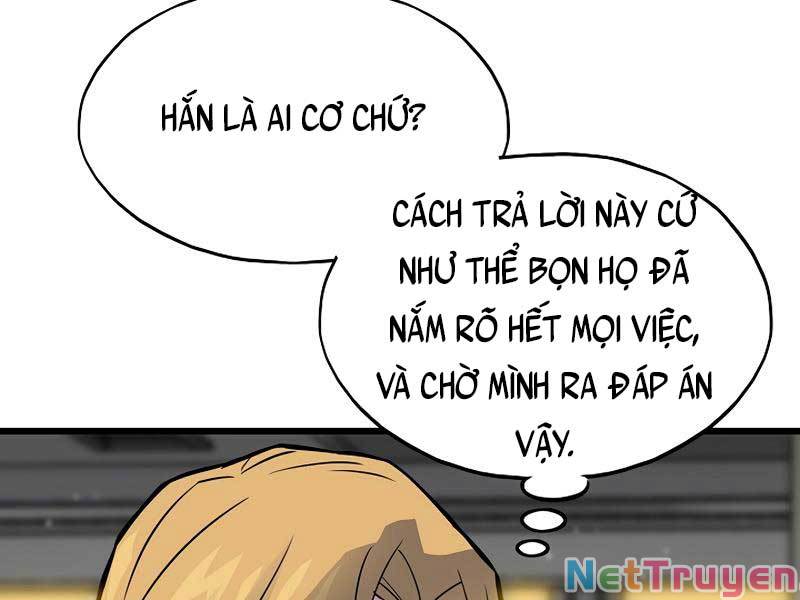 HẮN LÀ AI CƠ CHỨ?
CÁCH TRẢ LỜI NÀY CỨ
NHƯ THỂ BỌN HỌ ĐÃ
NẮM RÕ HẾT MỌI VIỆC,
VÀ CHỜ MÌNH RA ĐÁP ÁN
VẬY.
NetTruyen